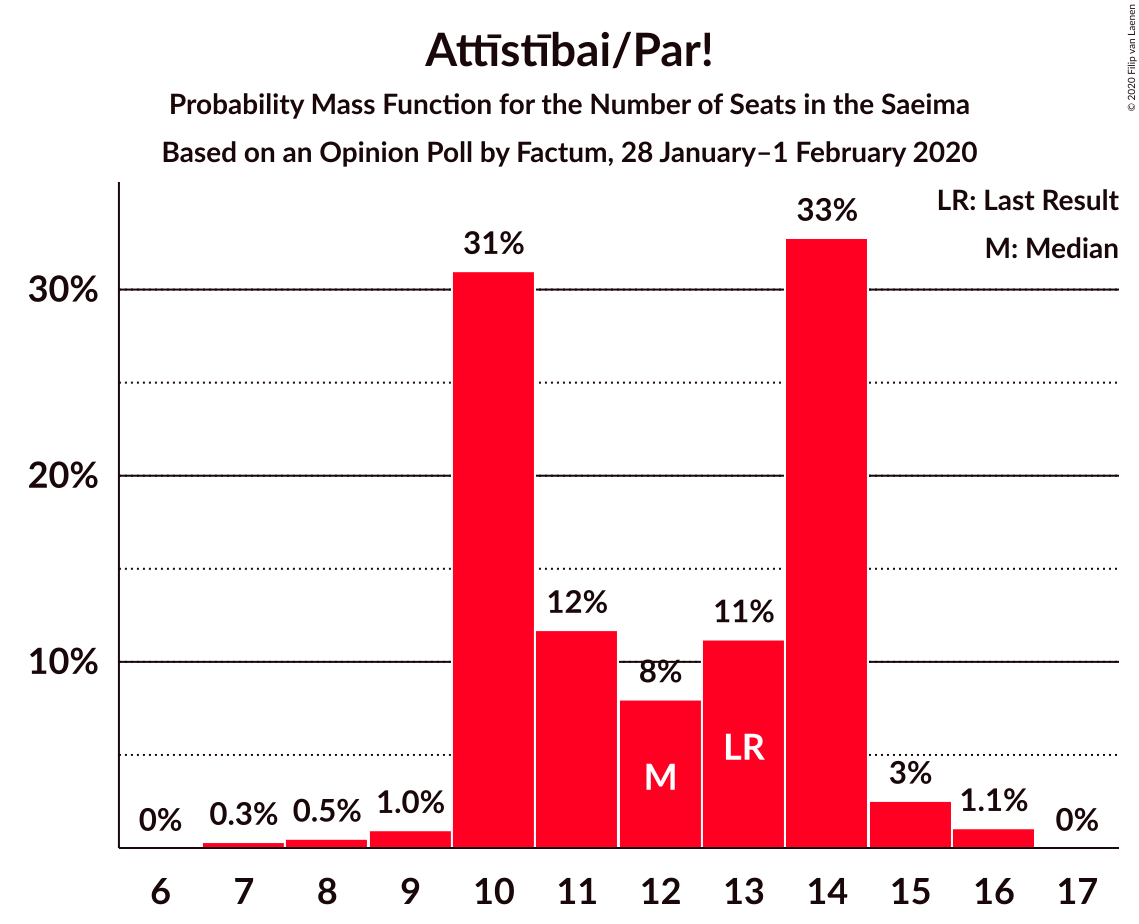 Attīstībai/Par!
Probability Mass Function for the Number of Seats in the Saeima
Based on an Opinion Poll by Factum, 28 January–1 February 2020
© 2020 Filip van Laenen
LR: Last Result
M: Median
30%
20%
10%
0%
0.3%
0.5%
1.0%
31%
12%
8%
11%
33%
3%
1.1%
0%
M
LR
6 7 8 9 10 11 12 13 14 15 16 17